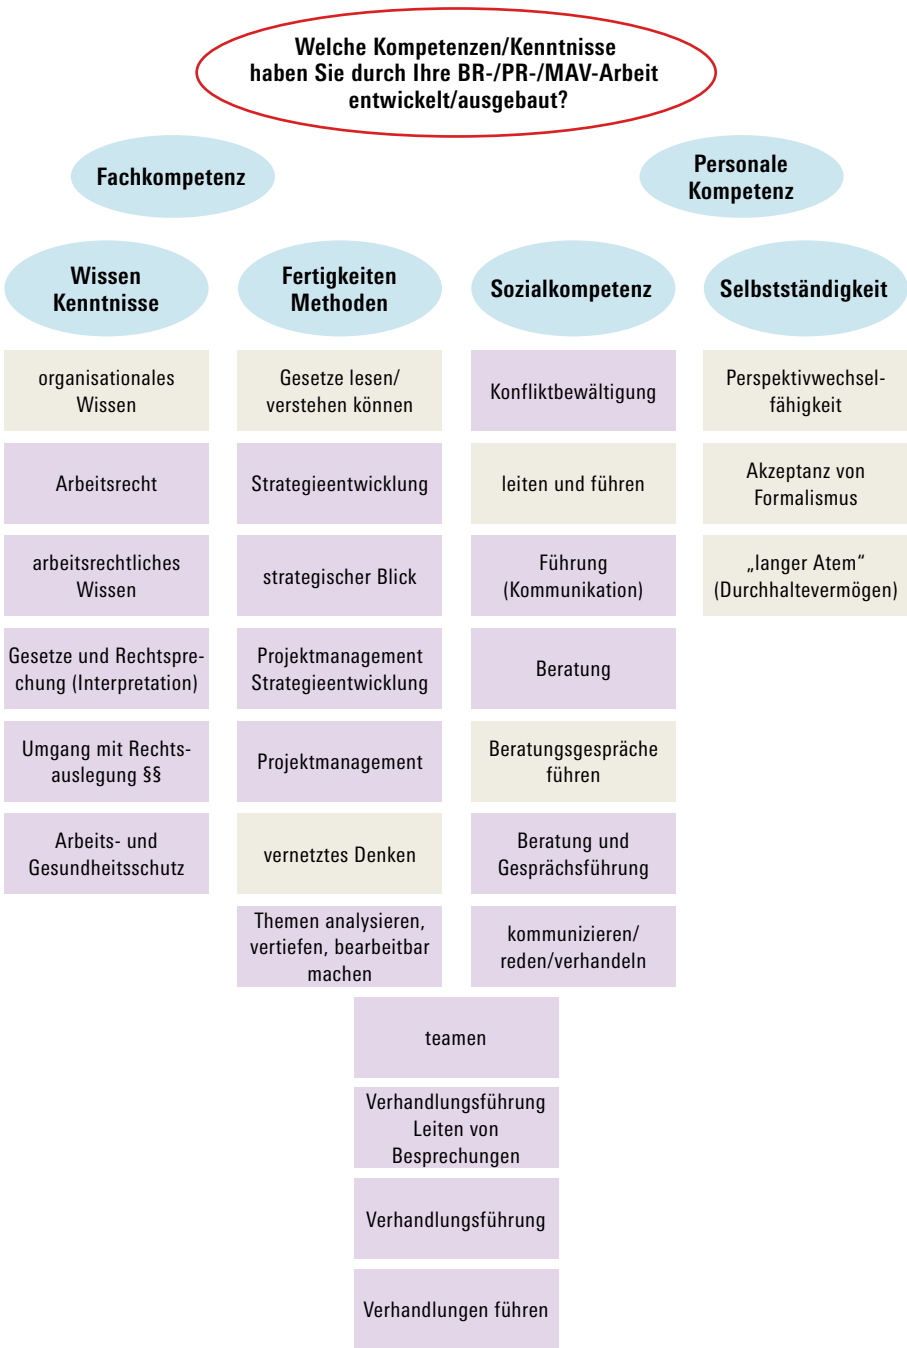 Welche Kompetenzen/Kenntnisse
haben Sie durch Ihre BR-/PR-/MAV-Arbeit
entwickelt/ausgebaut?
Fachkompetenz
Personale
Kompetenz
Wissen
Kenntnisse
Fertigkeiten
Methoden
Sozialkompetenz
Selbstständigkeit
organisationales
Wissen
Arbeitsrecht
arbeitsrechtliches
Wissen
Gesetze und Rechtspre-
chung (Interpretation)
Umgang mit Rechts-
auslegung §§
Arbeits- und
Gesundheitsschutz
Gesetze lesen/
verstehen können
Strategieentwicklung
strategischer Blick
Projektmanagement
Strategieentwicklung
Projektmanagement
vernetztes Denken
Themen analysieren,
vertiefen, bearbeitbar
machen
Konfliktbewältigung
leiten und führen
Führung
(Kommunikation)
Beratung
Beratungsgespräche
führen
Beratung und
Gesprächsführung
kommunizieren/
reden/verhandeln
Perspektivwechsel-
fähigkeit
Akzeptanz von
Formalismus
„langer Atem“
(Durchhaltevermögen)
teamen
Verhandlungsführung
Leiten von
Besprechungen
Verhandlungsführung
Verhandlungen führen